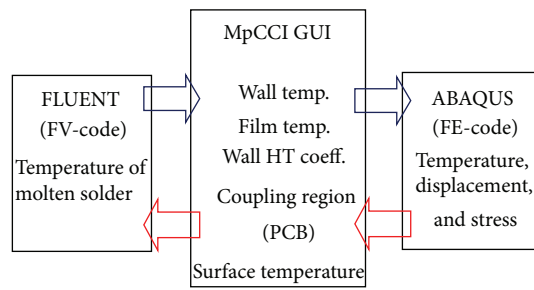 FLUENT
(FV-code)
Temperature of
molten solder
MpCCI GUI
Wall temp.
Film temp.
Wall HT coeff.
Coupling region
(PCB)
Surface temperature
ABAQUS
(FE-code)
Temperature,
displacement,
and stress